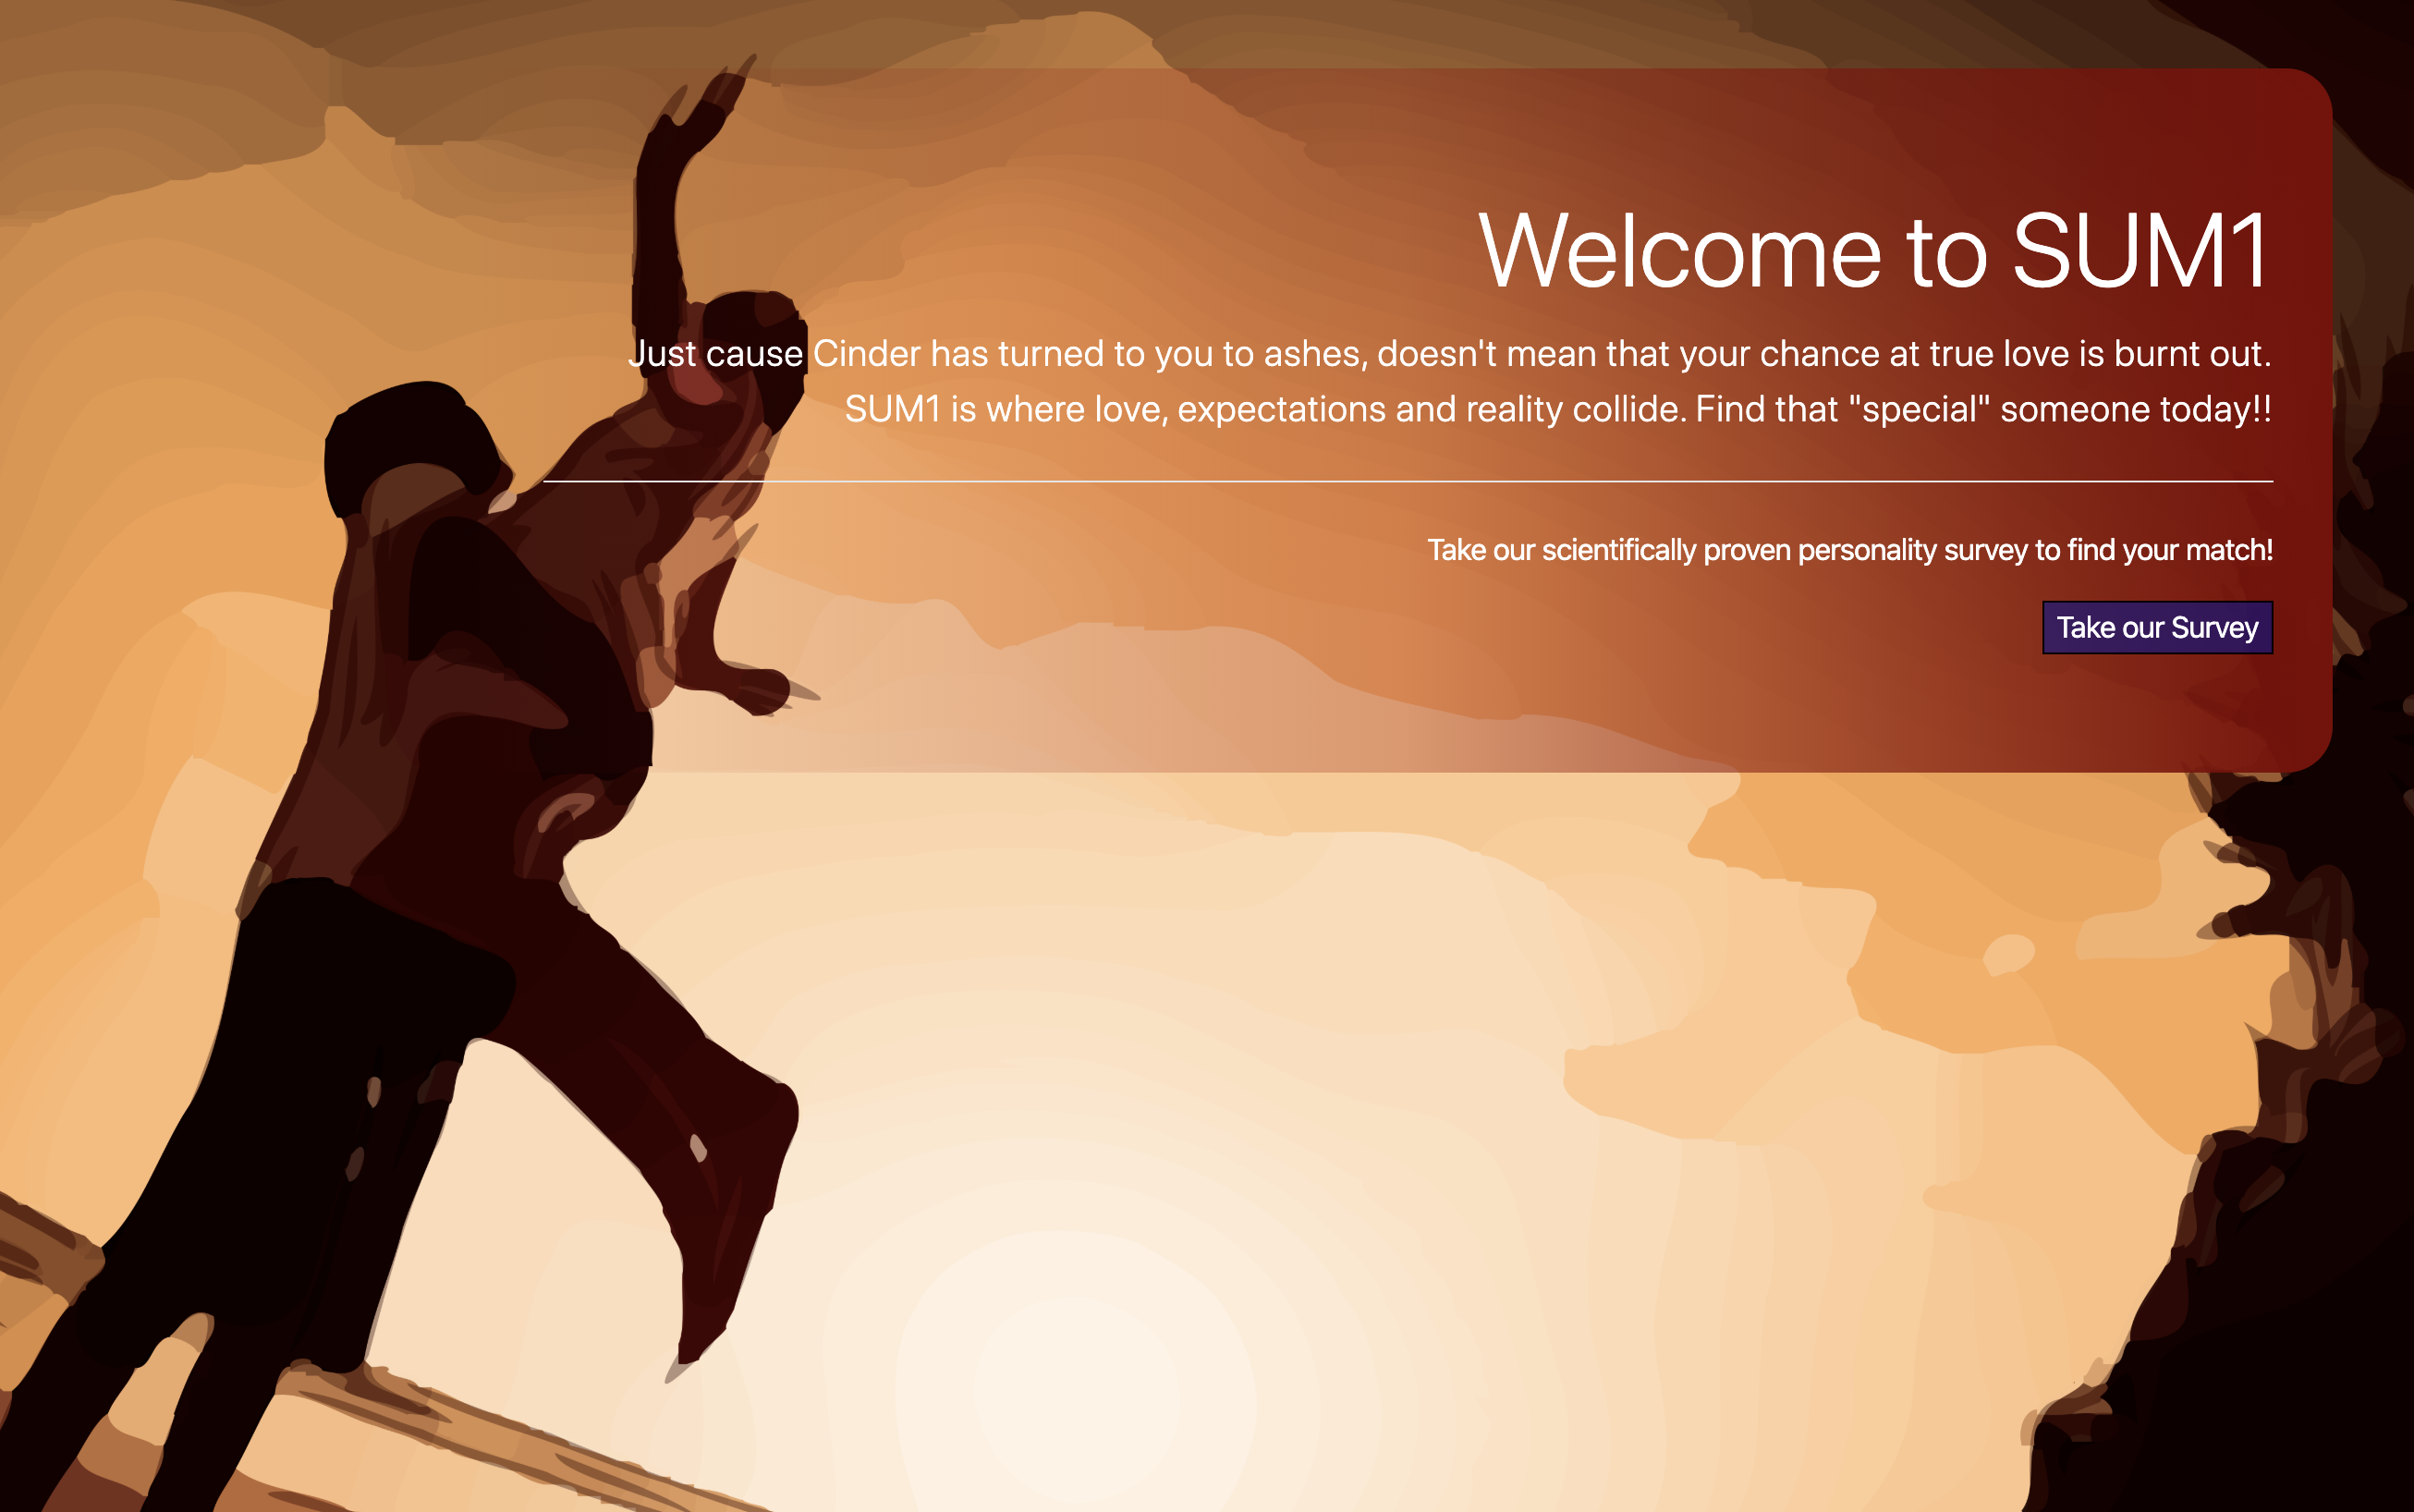 Welcome to SUM1
Just cause Cinder has turned to you to ashes, doesn't mean that your chance at true love is burnt out.
SUM1 is where love, expectations and reality collide. Find that "special" someone today!!
Take our scientifically proven personality survey to find your match!
Take our Survey